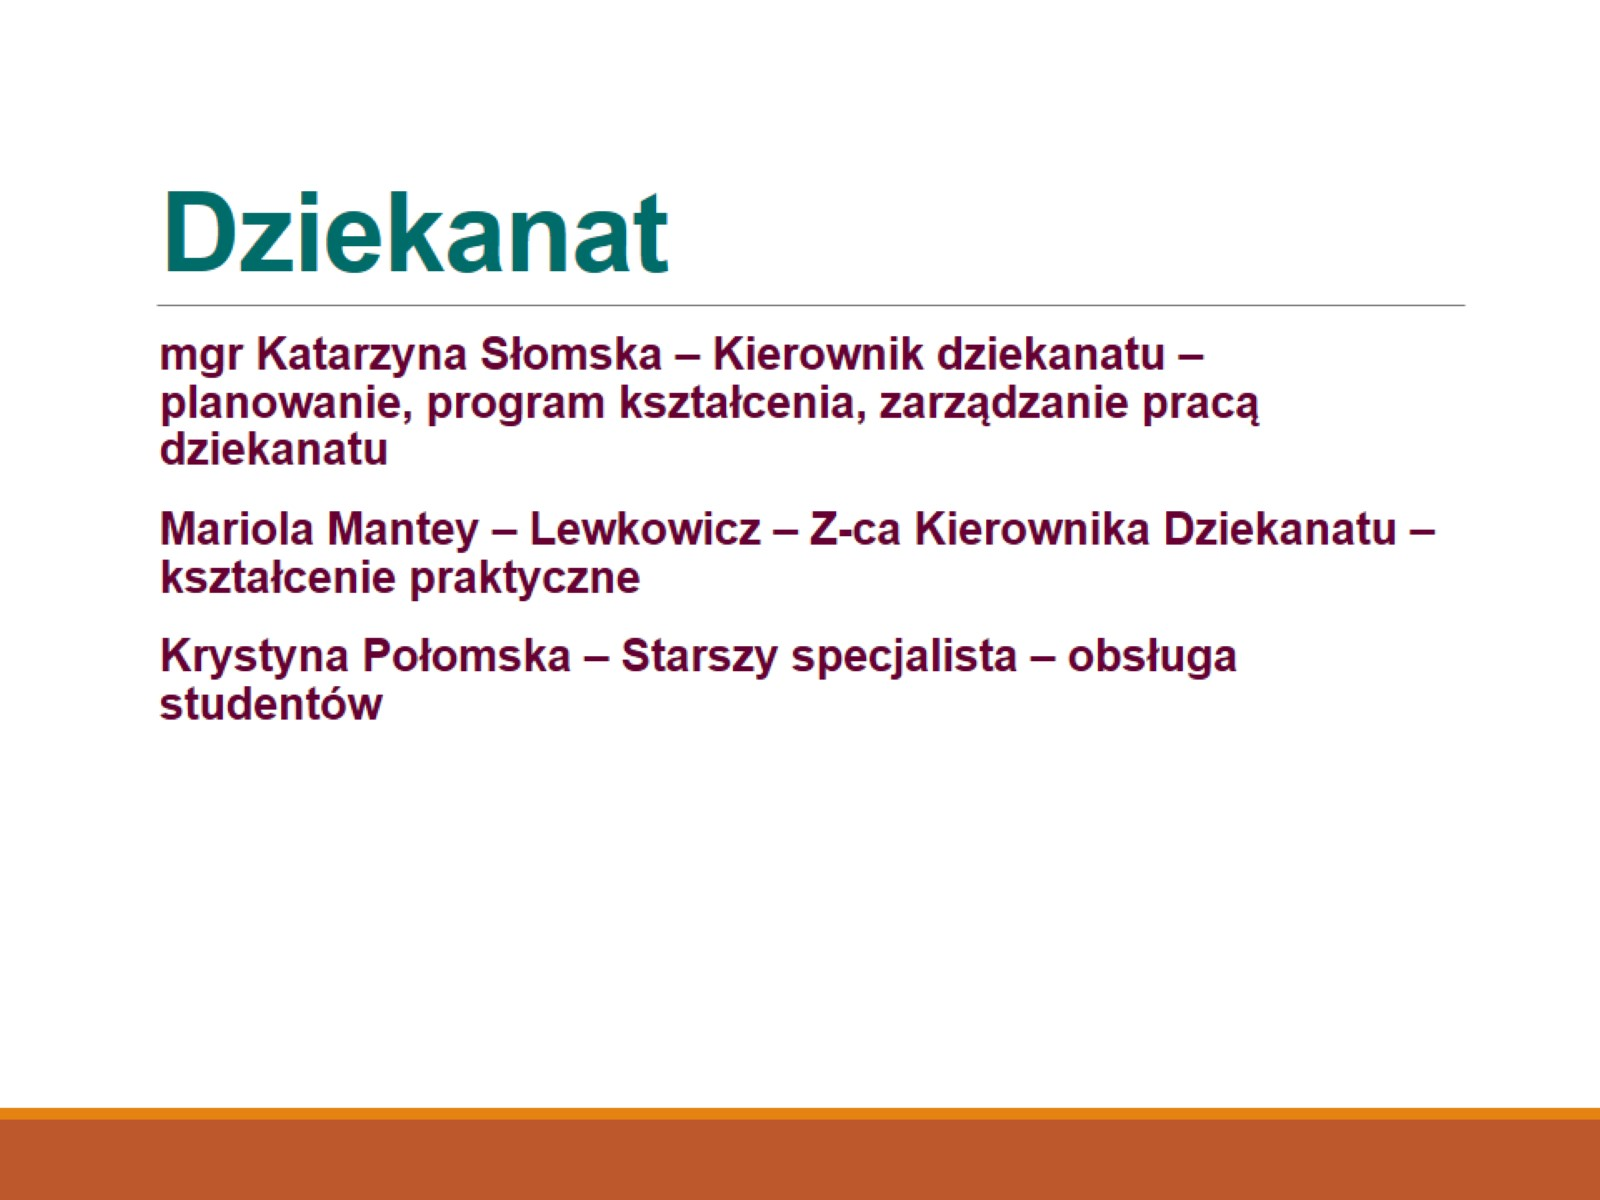 Dziekanat
mgr Katarzyna Słomska – Kierownik dziekanatu –
planowanie, program kształcenia, zarządzanie pracą
dziekanatu
Mariola Mantey – Lewkowicz – Z-ca Kierownika Dziekanatu –
kształcenie praktyczne
Krystyna Połomska – Starszy specjalista – obsługa
studentów